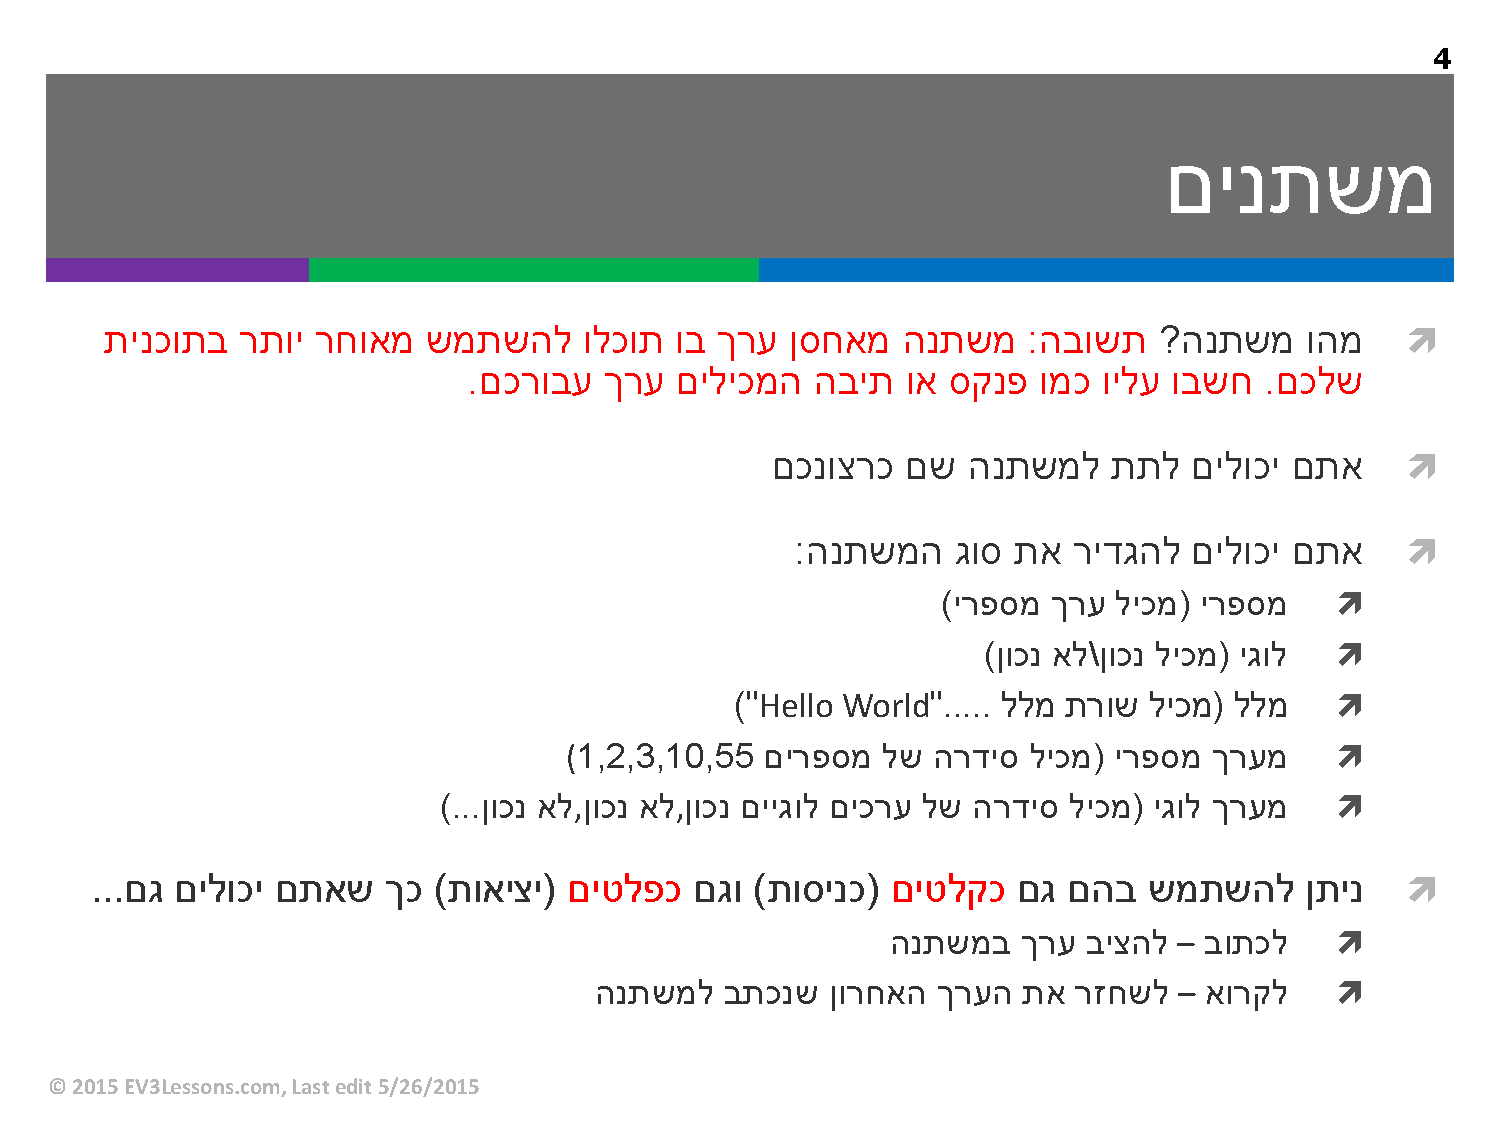 4
משתנים
מהו משתנה? תשובה: משתנה מאחסן ערך בו תוכלו להשתמש מאוחר יותר בתוכנית
שלכם. חשבו עליו כמו פנקס או תיבה המכילים ערך עבורכם.
אתם יכולים לתת למשתנה שם כרצונכם
אתם יכולים להגדיר את סוג המשתנה:
מספרי (מכיל ערך מספרי)
לוגי (מכיל נכון\לא נכון)
מלל (מכיל שורת מלל ....."Hello World")
מערך מספרי (מכיל סידרה של מספרים 1,2,3,10,55)
מערך לוגי (מכיל סידרה של ערכים לוגיים נכון,לא נכון,לא נכון...)
ניתן להשתמש בהם גם כקלטים (כניסות) וגם כפלטים (יציאות) כך שאתם יכולים גם...
לכתוב – להציב ערך במשתנה
לקרוא – לשחזר את הערך האחרון שנכתב למשתנה
© 2015 EV3Lessons.com, Last edit 5/26/2015